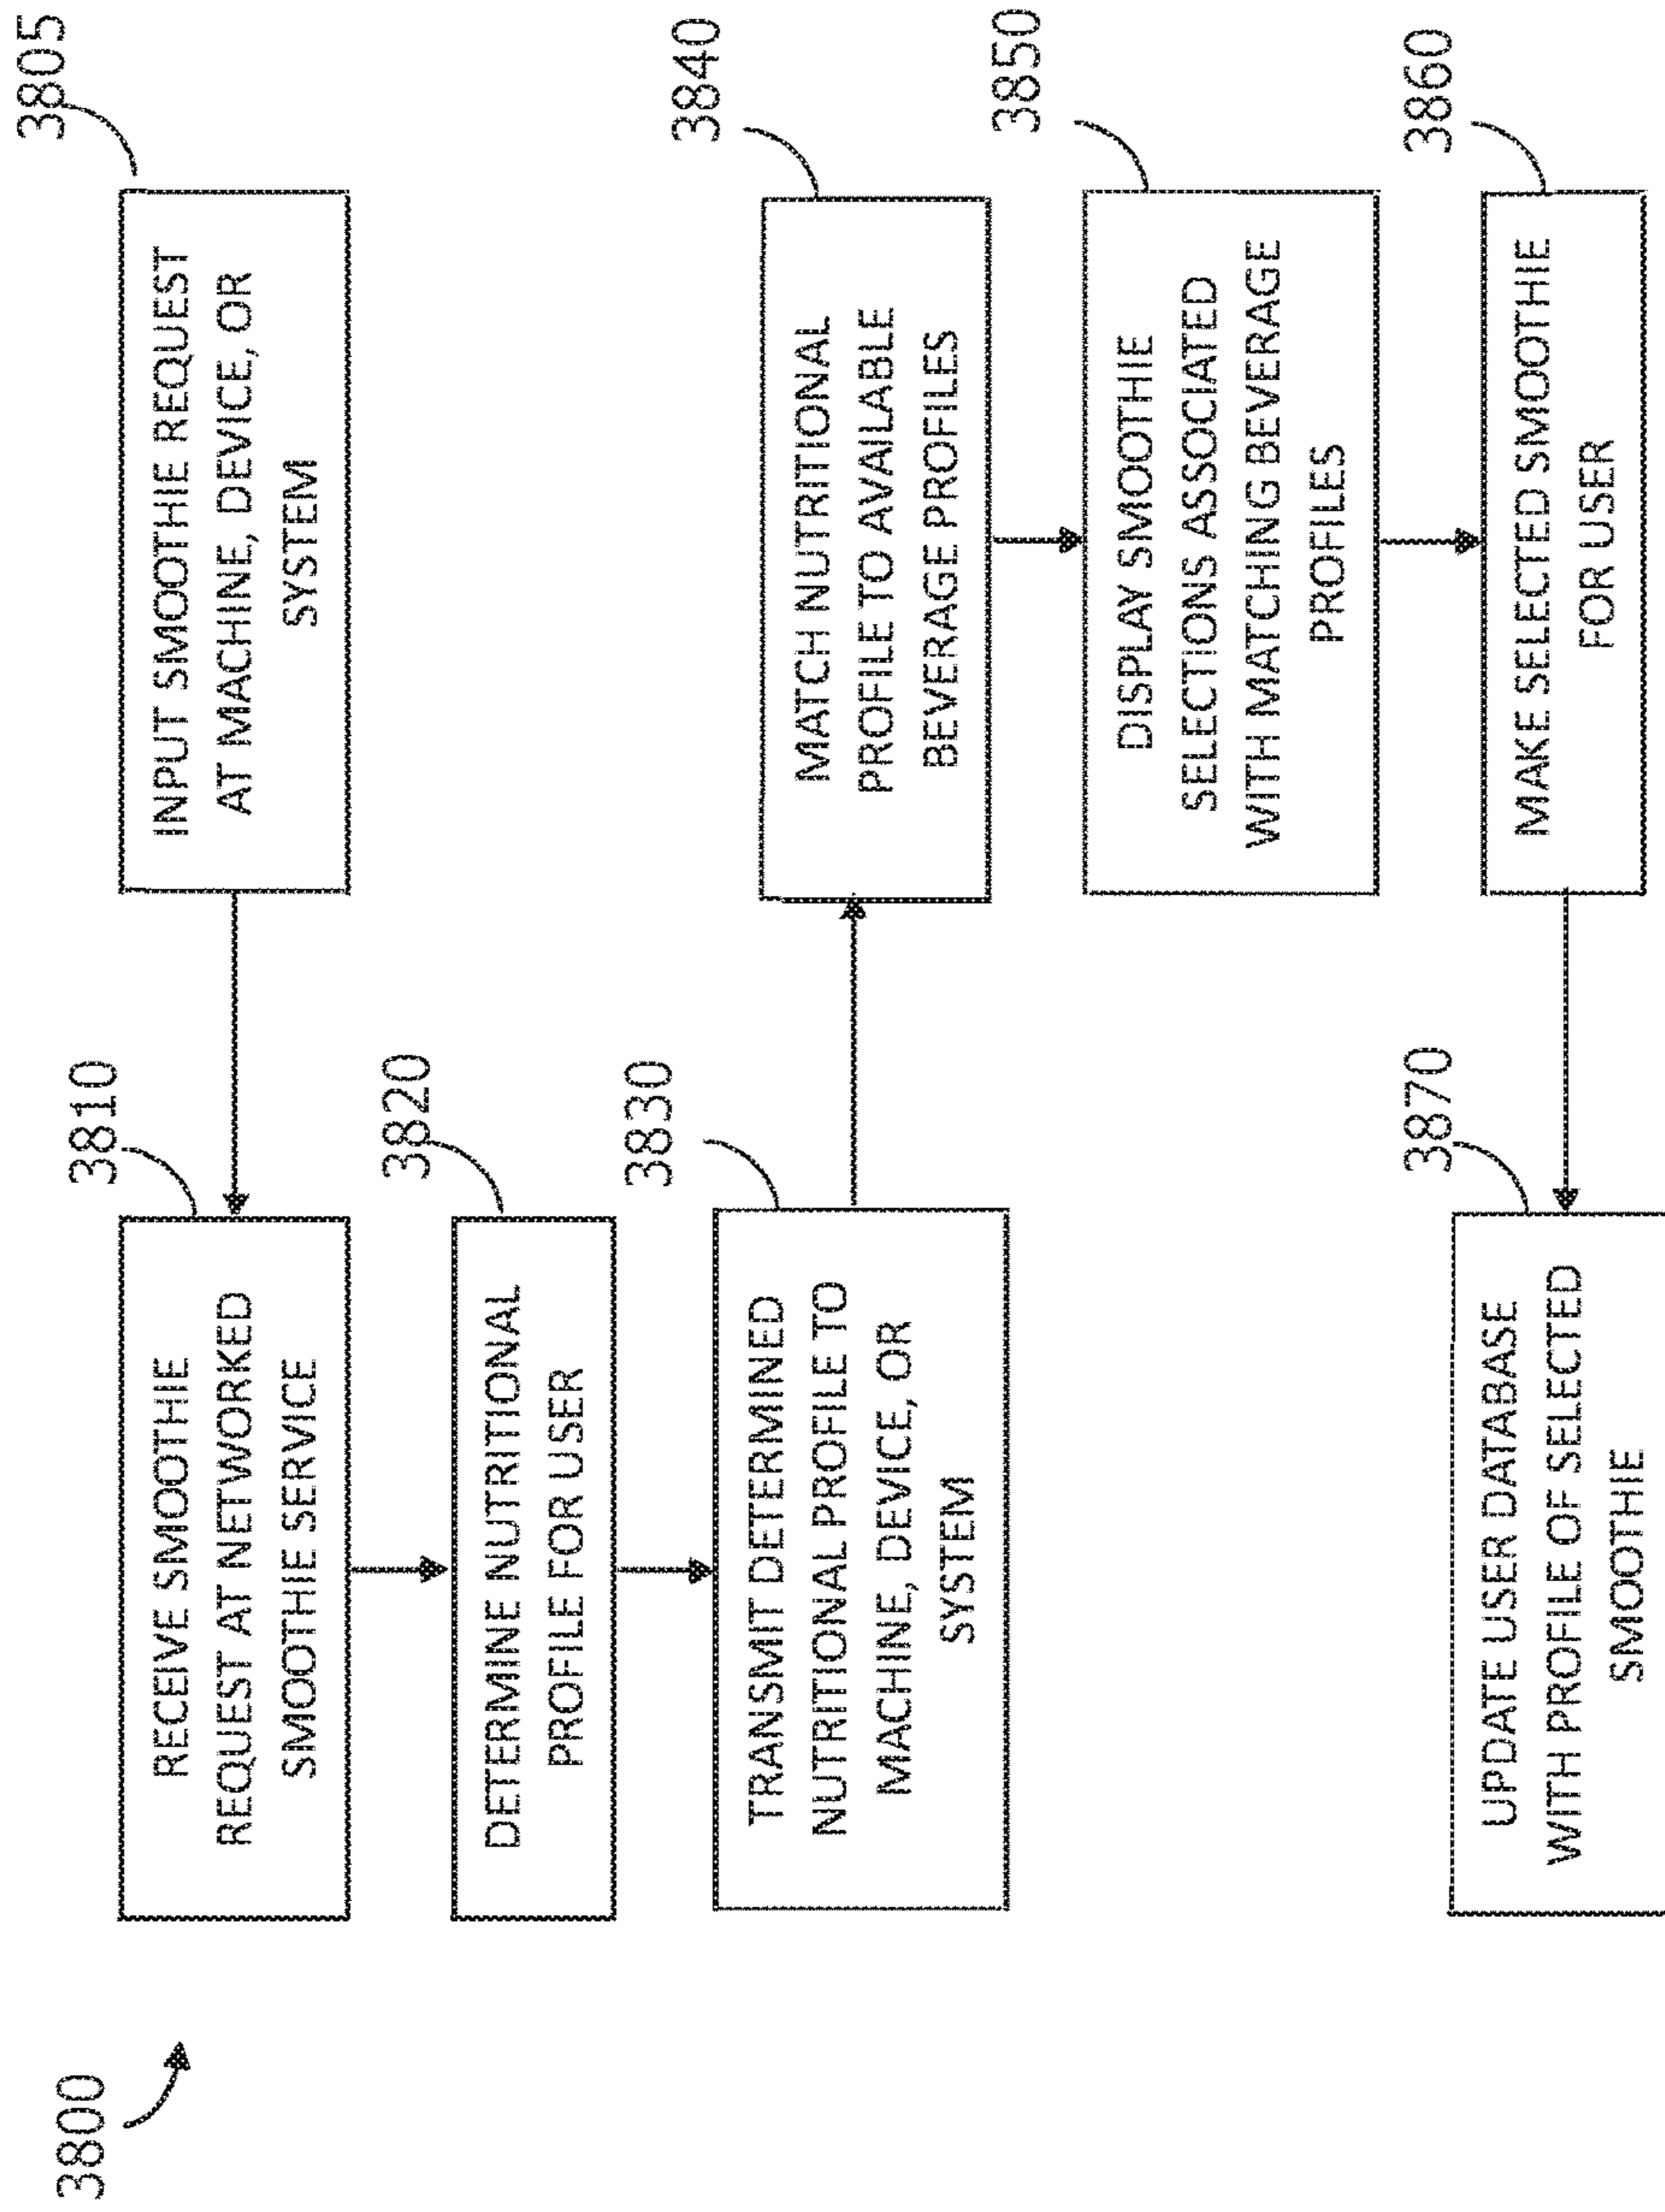 3800
3805
INPUT SMOOTHIE REQUEST
AT MACHINE, DEVICE, OR
SYSTEM
3810
RECEIVE SMOOTHIE
REQUEST AT NETWORKED
SMOOTHIE SERVICE
3820
DETERMINE NUTRITIONAL
PROFILE FOR USER
3830
TRANSMIT DETERMINED
NUTRITIONAL PROFILE TO
MACHINE, DEVICE, OR
SYSTEM
3840
MATCH NUTRITIONAL
PROFILE TO AVAILABLE
BEVERAGE PROFILES
3850
DISPLAY SMOOTHIE
SELECTIONS ASSOCIATED
WITH MATCHING BEVERAGE
PROFILES
3860
MAKE SELECTED SMOOTHIE
FOR USER
3870
UPDATE USER DATABASE
WITH PROFILE OF SELECTED
SMOOTHIE